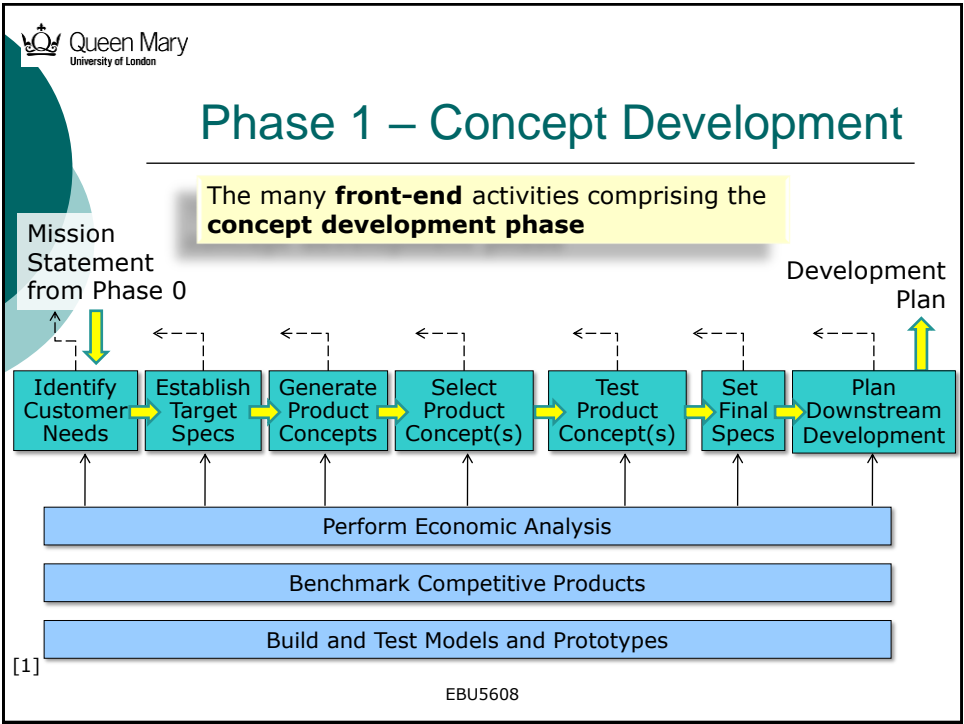 Queen Mary
University of London
Phase 1 – Concept Development
The many front-end activities comprising the
concept development phase
Mission
Statement
from Phase 0
Development
Plan
Identify
Customer
Needs
Establish
Target
Specs
Generate
Product
Concepts
Select
Product
Concept(s)
Test
Product
Concept(s)
Set
Final
Specs
Plan
Downstream
Development
Perform Economic Analysis
Benchmark Competitive Products
Build and Test Models and Prototypes
[1]
EBU5608